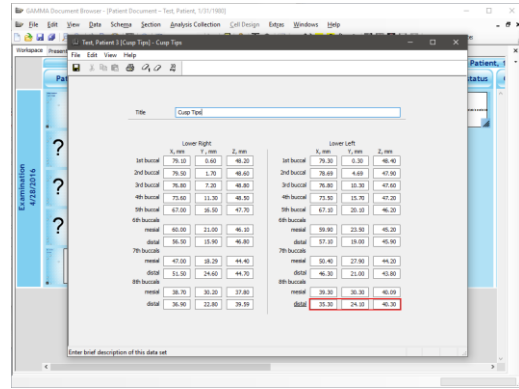 GAMMA Document Browser - [Patient Document - Test, Patient, 1/31/1980]
File Edit View Data Schema Section Analysis Collection Cell Design Extras Windows Help
Workspace Present
Test, Patient 1 [Cusp Tips] - Cusp Tips
File Edit View Help
Patient, 1
Pat
status
Title Cusp Tips
Lower Right Lower Left
X, mm Y, mm Z, mm X, mm Y, mm Z, mm
1st buccal 79.10 0.60 48.20 1st buccal 79.30 0.30 48.40
2nd buccal 79.50 1.70 48.60 2nd buccal 78.69 4.69 47.90
3rd buccal 76.80 7.20 48.80 3rd buccal 76.80 10.30 47.60
4th buccal 73.60 11.30 48.50 4th buccal 73.50 15.70 47.20
5th buccal 67.00 16.50 47.70 5th buccal 67.10 20.10 46.20
6th buccals 6th buccals
mesial 60.00 21.00 46.10 mesial 59.90 23.50 45.20
distal 56.50 15.90 46.80 distal 57.10 19.00 45.90
7th buccals 7th buccals
mesial 47.00 18.29 44.40 mesial 50.40 27.90 44.20
distal 51.50 24.60 44.70 distal 46.30 21.00 43.80
8th buccals 8th buccals
mesial 38.70 30.20 37.80 mesial 39.30 30.30 40.09
distal 36.90 22.80 39.59 distal 35.30 24.10 40.30
Examination
4/28/2016
?
?
?
Enter brief description of this data set